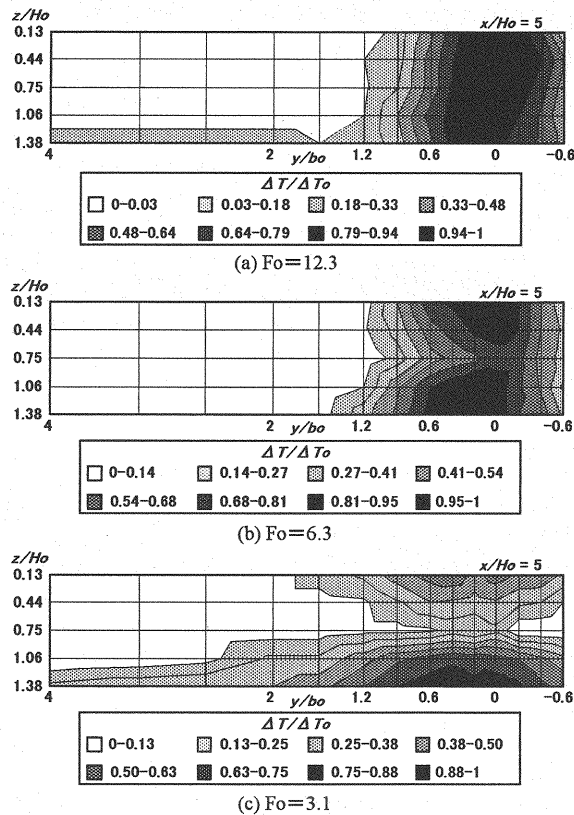 z/Ho
x/Ho = 5
0.13
0.44
0.75
1.06
1.38
4 2 y/bo 1.2 0.6 0 −0.6
ΔT/ΔTo
0−0.03 0.03−0.18 0.18−0.33 0.33−0.48
0.48−0.64 0.64−0.79 0.79−0.94 0.94−1
(a) Fo=12.3
z/Ho
x/Ho = 5
0.13
0.44
0.75
1.06
1.38
4 2 y/bo 1.2 0.6 0 −0.6
ΔT/ΔTo
0−0.14 0.14−0.27 0.27−0.41 0.41−0.54
0.54−0.68 0.68−0.81 0.81−0.95 0.95−1
(b) Fo=6.3
z/Ho
x/Ho = 5
0.13
0.44
0.75
1.06
1.38
4 2 y/bo 1.2 0.6 0 −0.6
ΔT/ΔTo
0−0.13 0.13−0.25 0.25−0.38 0.38−0.50
0.50−0.63 0.63−0.75 0.75−0.88 0.88−1
(c) Fo=3.1